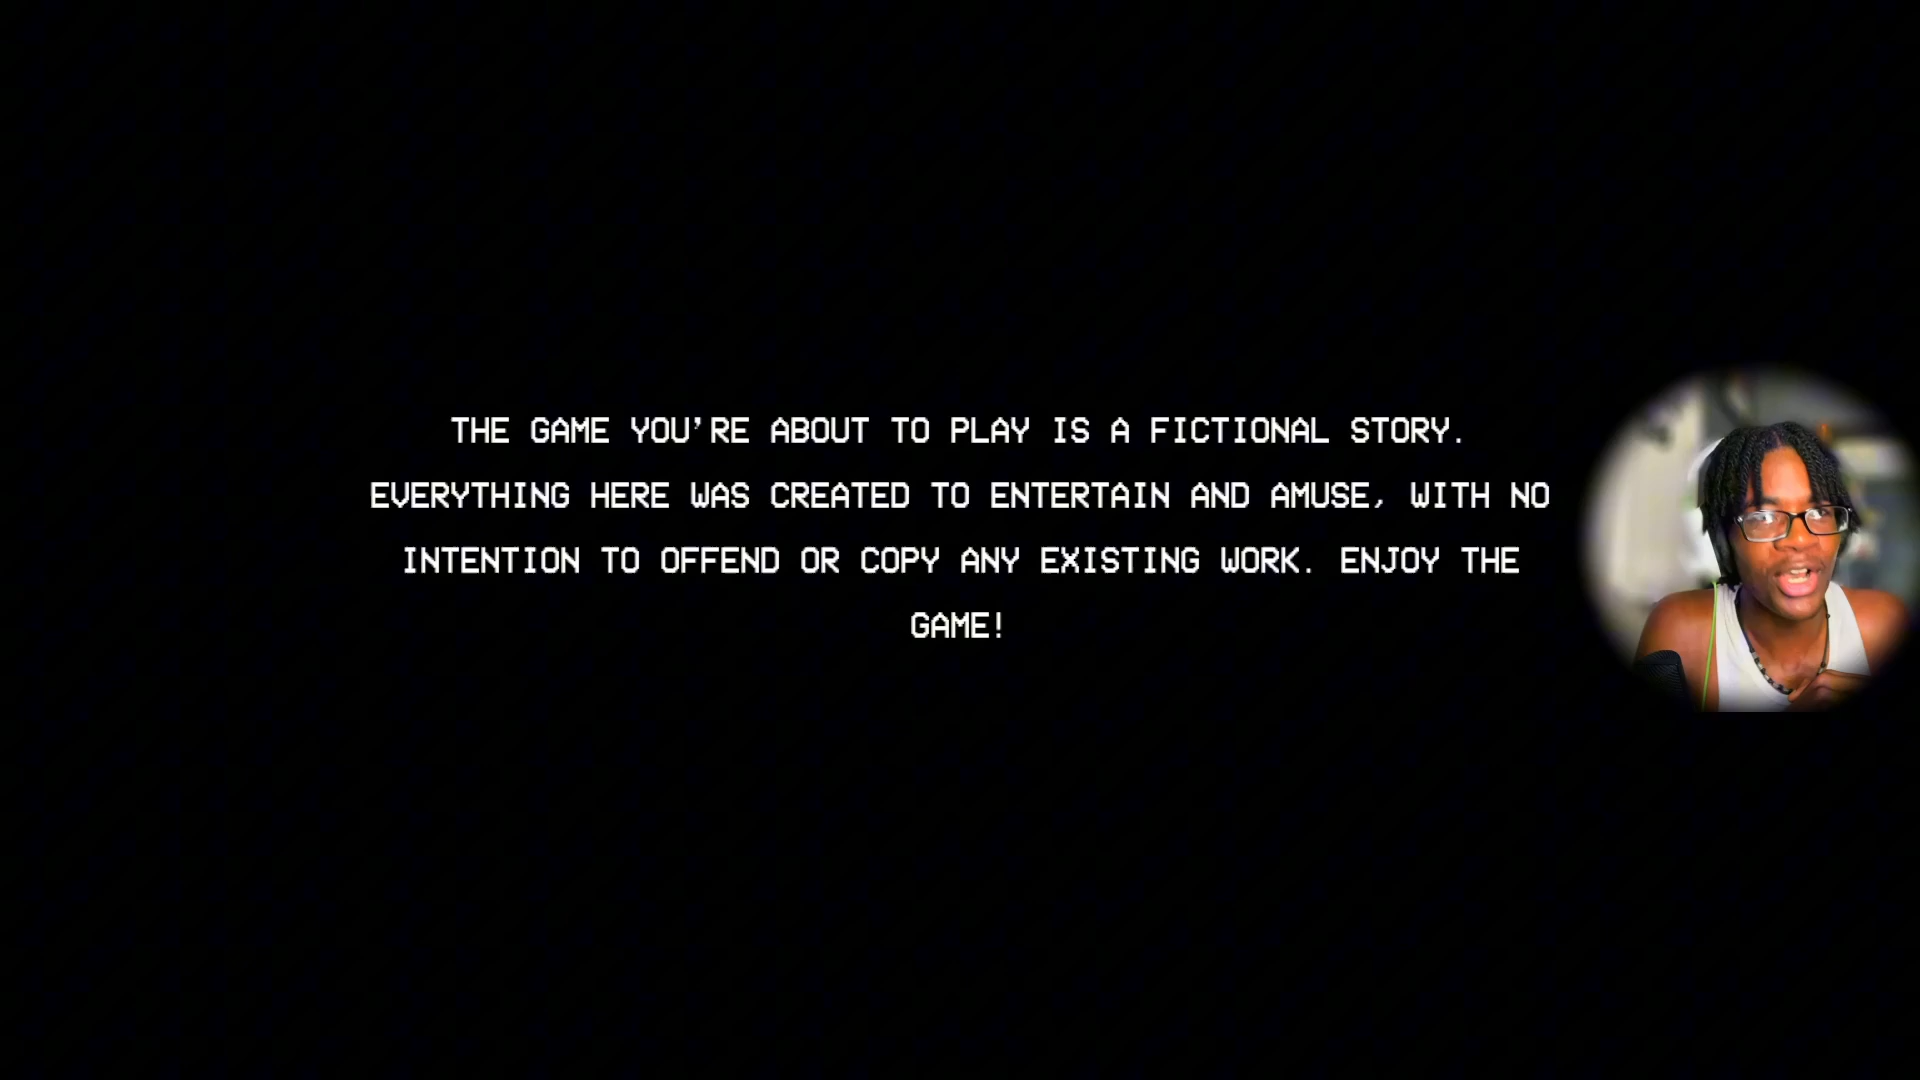 THE GAME YOU'RE ABOUT TO PLAY IS A FICTIONAL STORY.
EVERYTHING HERE WAS CREATED TO ENTERTAIN AND AMUSE, WITH NO
INTENTION TO OFFEND OR COPY ANY EXISTING WORK. ENJOY THE
GAME!